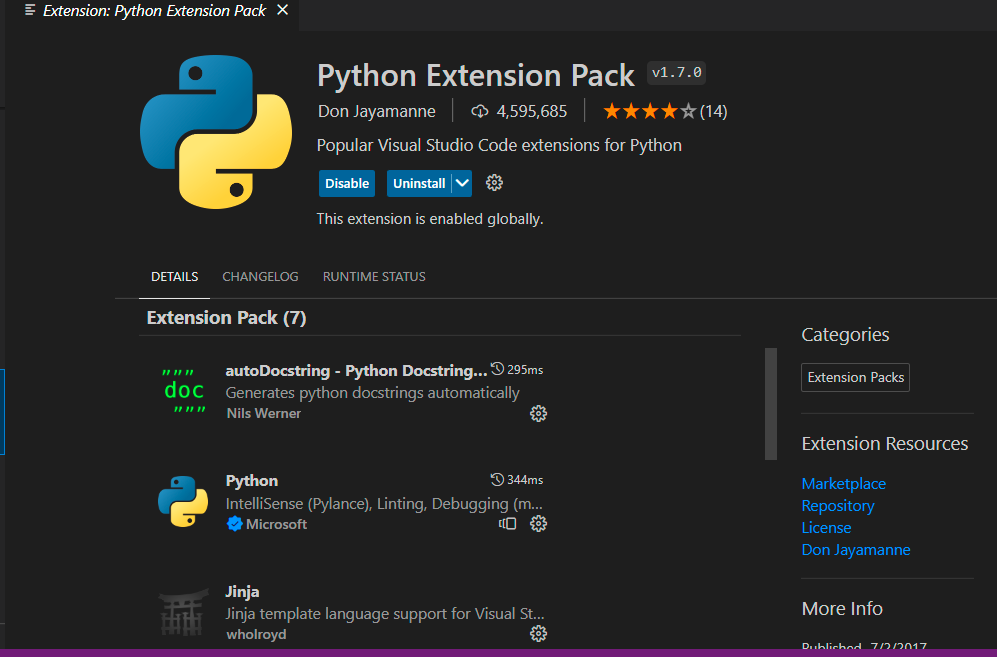 Extension: Python Extension Pack
Python Extension Pack v1.7.0
Don Jayamanne 4,595,685 (14)
Popular Visual Studio Code extensions for Python
Disable Uninstall
This extension is enabled globally.
DETAILS CHANGELOG RUNTIME STATUS
Extension Pack (7)
"""
doc
"""
autoDocstring - Python Docstring... 295ms
Generates python docstrings automatically
Nils Werner
Python 344ms
IntelliSense (Pylance), Linting, Debugging (m...
Microsoft
Jinja
Jinja template language support for Visual St...
wholroyd
Categories
Extension Packs
Extension Resources
Marketplace
Repository
License
Don Jayamanne
More Info
Published 7/2/2017,